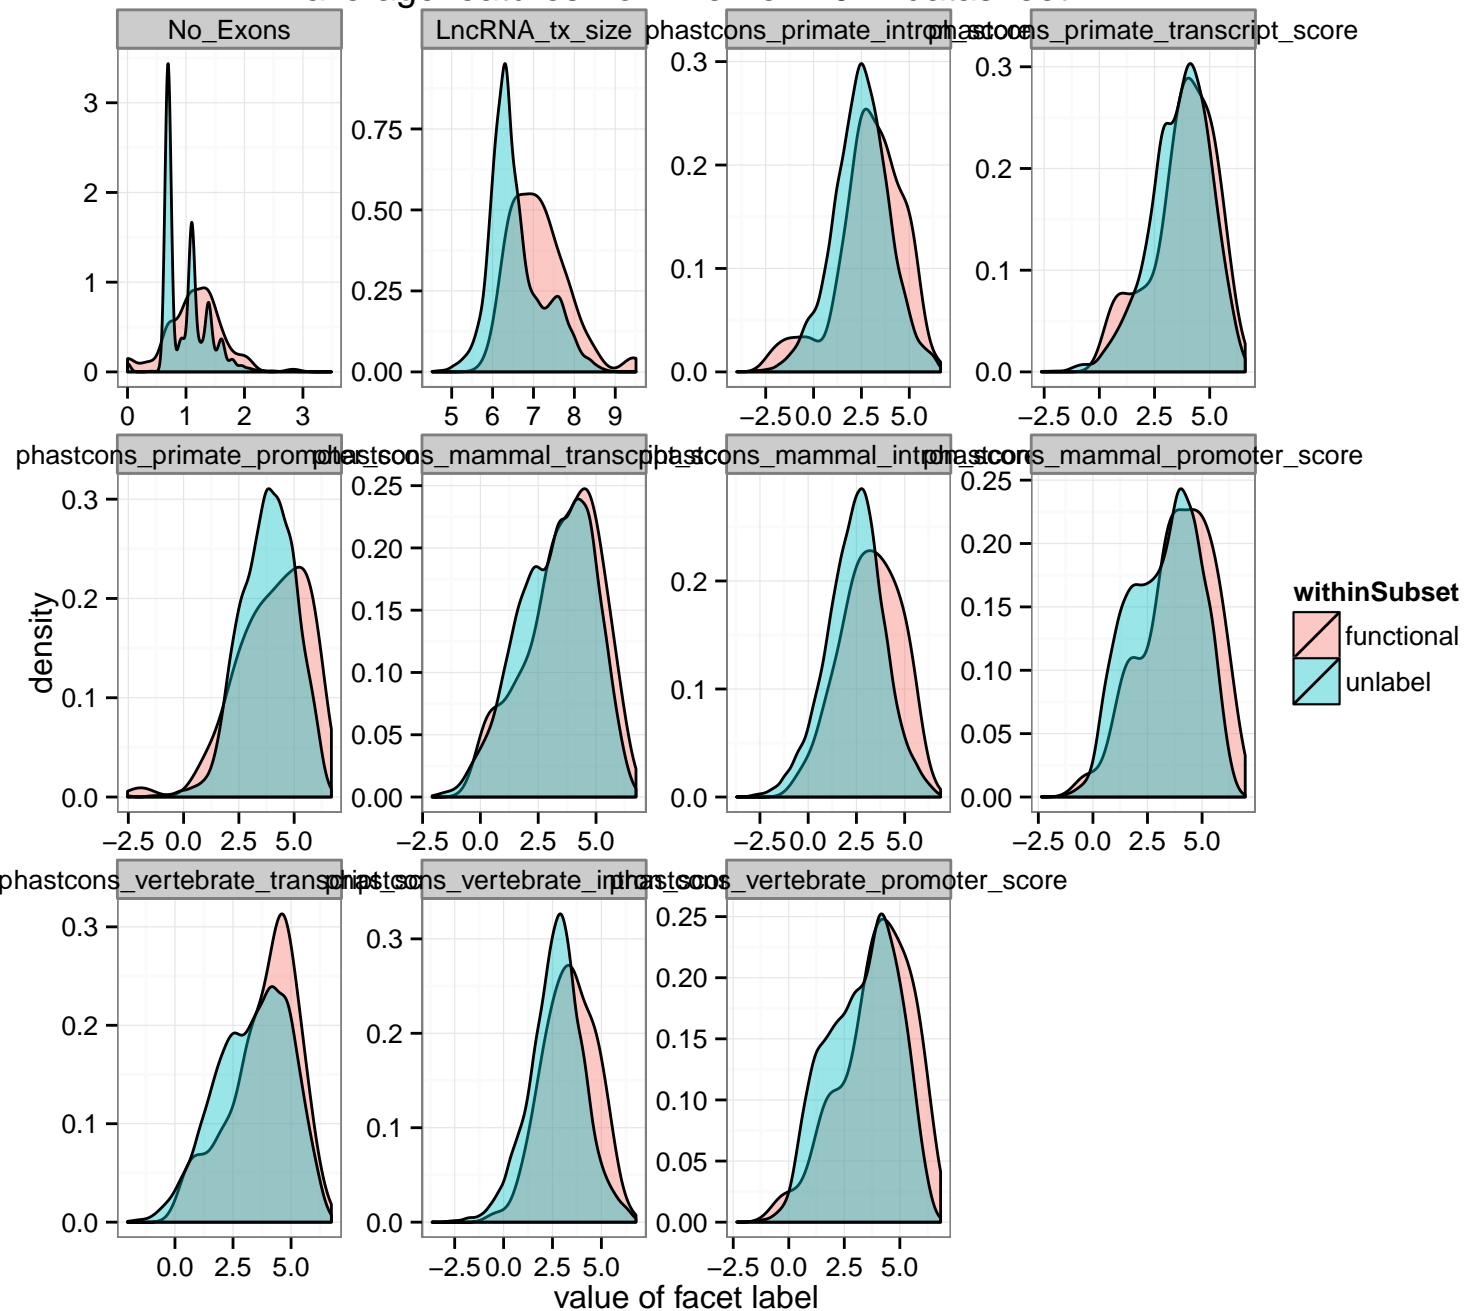 No_Exons
LncRNA_tx_size
phastcons_primate_intron_score
phastcons_primate_transcript_score
3
2
1
0
0.75
0.50
0.25
0.00
0.3
0.2
0.1
0.0
0.3
0.2
0.1
0.0
0 1 2 3
5 6 7 8 9
−2.5 0.0 2.5 5.0
−2.5 0.0 2.5 5.0
phastcons_primate_promoter_score
phastcons_mammal_transcript_score
phastcons_mammal_intron_score
phastcons_mammal_promoter_score
density
0.3
0.2
0.1
0.0
0.25
0.20
0.15
0.10
0.05
0.00
0.2
0.1
0.0
0.25
0.20
0.15
0.10
0.05
0.00
−2.5 0.0 2.5 5.0
−2.5 0.0 2.5 5.0
−2.5 0.0 2.5 5.0
−2.5 0.0 2.5 5.0
withinSubset
functional
unlabel
phastcons_vertebrate_transcript_score
phastcons_vertebrate_intron_score
phastcons_vertebrate_promoter_score
0.3
0.2
0.1
0.0
0.3
0.2
0.1
0.0
0.25
0.20
0.15
0.10
0.05
0.00
0.0 2.5 5.0
−2.5 0.0 2.5 5.0
−2.5 0.0 2.5 5.0
value of facet label